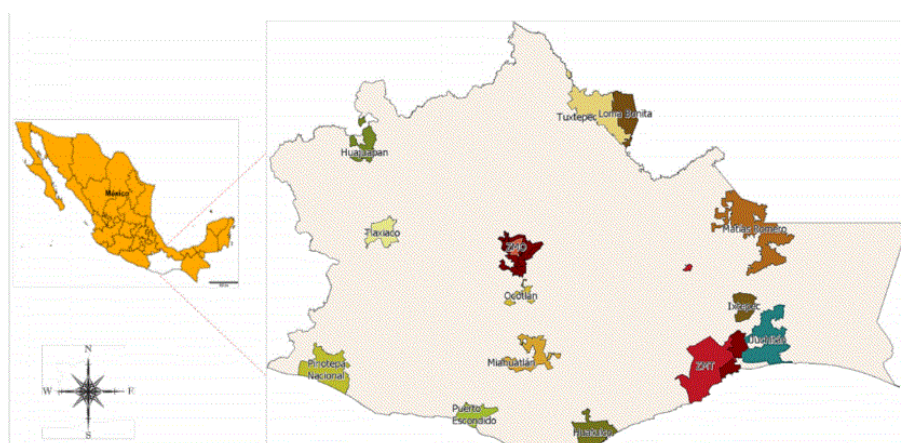 México
N
W
E
S
Tuxtepec
Loma Bonita
Huajuapan
Tlaxiaco
ZMO
Matías Romero
Ocotlán
Ixtepec
Juchitán
ZMT
Miahuatlán
Pinotepa
Nacional
Puerto
Escondido
Huatulco